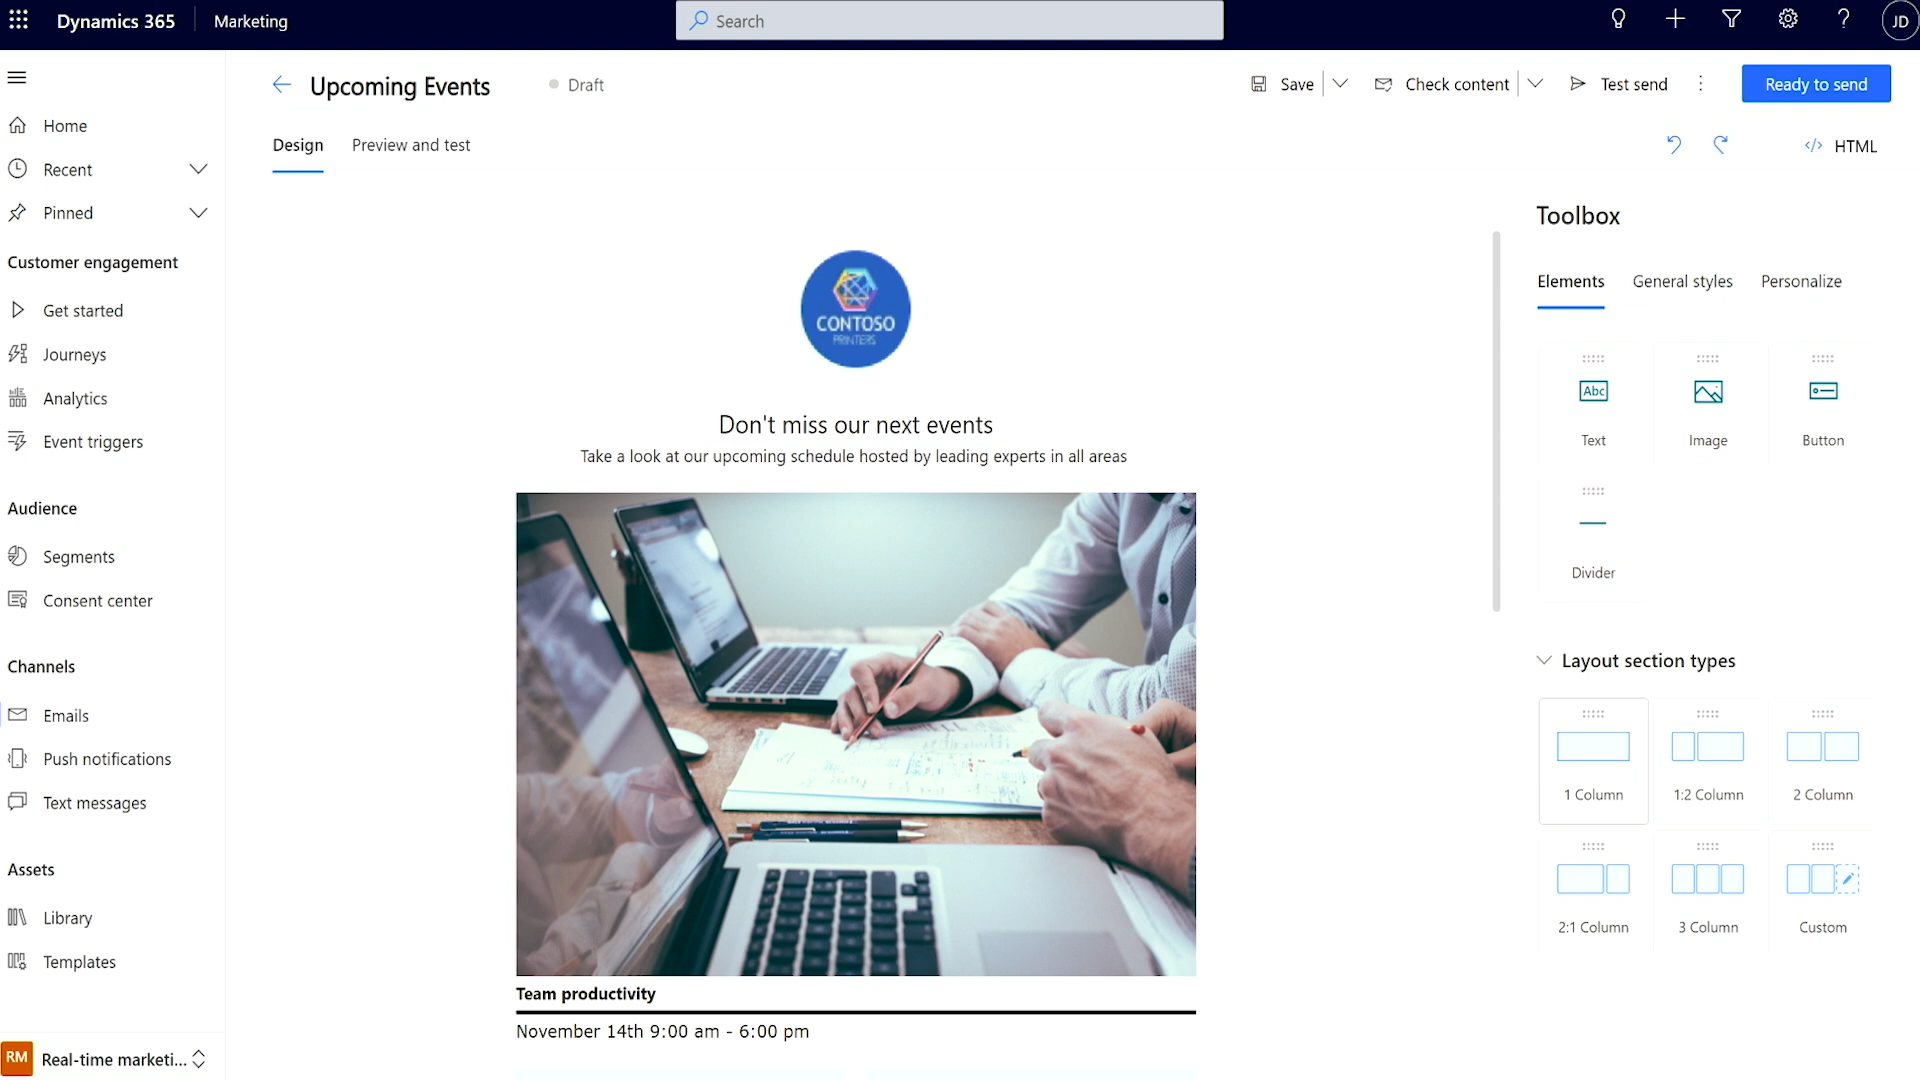 Dynamics 365
Marketing
Search
JD
Upcoming Events
Draft
Save
Check content
Test send
Ready to send
Home
Recent
Pinned
Customer engagement
Get started
Journeys
Analytics
Event triggers
Audience
Segments
Consent center
Channels
Emails
Push notifications
Text messages
Assets
Library
Templates
RM
Real-time marketi...
Design
Preview and test
HTML
CONTOSO
PRINTERS
Don't miss our next events
Take a look at our upcoming schedule hosted by leading experts in all areas
Team productivity
November 14th 9:00 am - 6:00 pm
Toolbox
Elements
General styles
Personalize
Abc
Text
Image
Button
Divider
Layout section types
1 Column
1:2 Column
2 Column
2:1 Column
3 Column
Custom